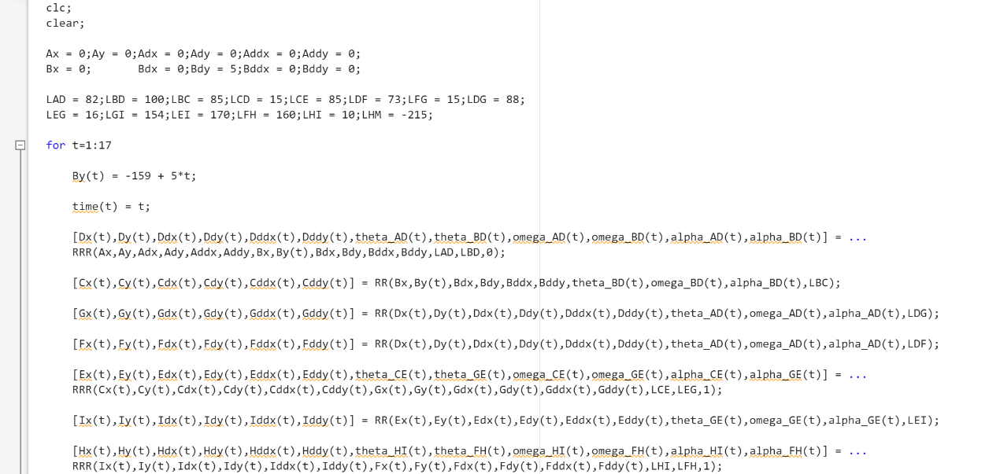 clc;
clear;
Ax = 0;Ay = 0;Adx = 0;Ady = 0;Addx = 0;Addy = 0;
Bx = 0;       Bdx = 0;Bdy = 5;Bddx = 0;Bddy = 0;
LAD = 82;LBD = 100;LBC = 85;LCD = 15;LCE = 85;LDF = 73;LFG = 15;LDG = 88;
LEG = 16;LGI = 154;LEI = 170;LFH = 160;LHI = 10;LHM = -215;
for t=1:17
By(t) = -159 + 5*t;
time(t) = t;
[Dx(t),Dy(t),Ddx(t),Ddy(t),Dddx(t),Dddy(t),theta_AD(t),theta_BD(t),omega_AD(t),omega_BD(t),alpha_AD(t),alpha_BD(t)] = ...
RRR(Ax,Ay,Adx,Ady,Addx,Addy,Bx,By(t),Bdx,Bdy,Bddx,Bddy,LAD,LBD,0);
[Cx(t),Cy(t),Cdx(t),Cdy(t),Cddx(t),Cddy(t)] = RR(Bx,By(t),Bdx,Bdy,Bddx,Bddy,theta_BD(t),omega_BD(t),alpha_BD(t),LBC);
[Gx(t),Gy(t),Gdx(t),Gdy(t),Gddx(t),Gddy(t)] = RR(Dx(t),Dy(t),Ddx(t),Ddy(t),Dddx(t),Dddy(t),theta_AD(t),omega_AD(t),alpha_AD(t),LDG);
[Fx(t),Fy(t),Fdx(t),Fdy(t),Fddx(t),Fddy(t)] = RR(Dx(t),Dy(t),Ddx(t),Ddy(t),Dddx(t),Dddy(t),theta_AD(t),omega_AD(t),alpha_AD(t),LDF);
[Ex(t),Ey(t),Edx(t),Edy(t),Eddx(t),Eddy(t),theta_CE(t),theta_GE(t),omega_CE(t),omega_GE(t),alpha_CE(t),alpha_GE(t)] = ...
RRR(Cx(t),Cy(t),Cdx(t),Cdy(t),Cddx(t),Cddy(t),Gx(t),Gy(t),Gdx(t),Gdy(t),Gddx(t),Gddy(t),LCE,LEG,1);
[Ix(t),Iy(t),Idx(t),Idy(t),Iddx(t),Iddy(t)] = RR(Ex(t),Ey(t),Edx(t),Edy(t),Eddx(t),Eddy(t),theta_GE(t),omega_GE(t),alpha_GE(t),LEI);
[Hx(t),Hy(t),Hdx(t),Hdy(t),Hddx(t),Hddy(t),theta_HI(t),theta_FH(t),omega_HI(t),omega_FH(t),alpha_HI(t),alpha_FH(t)] = ...
RRR(Ix(t),Iy(t),Idx(t),Idy(t),Iddx(t),Iddy(t),Fx(t),Fy(t),Fdx(t),Fdy(t),Fddx(t),Fddy(t),LHI,LFH,1);